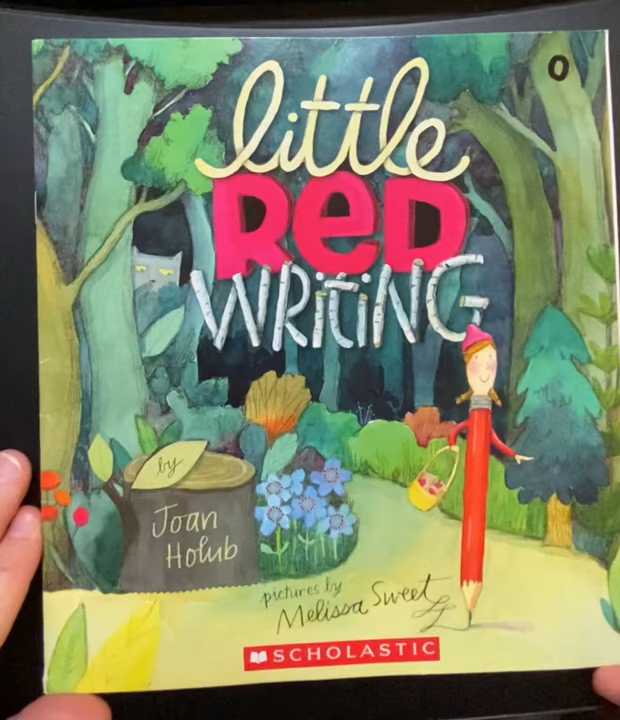 O
little
ReD
WRiTiNG
by
Joan
Holub
pictures by
Melissa Sweet
SCHOLASTIC